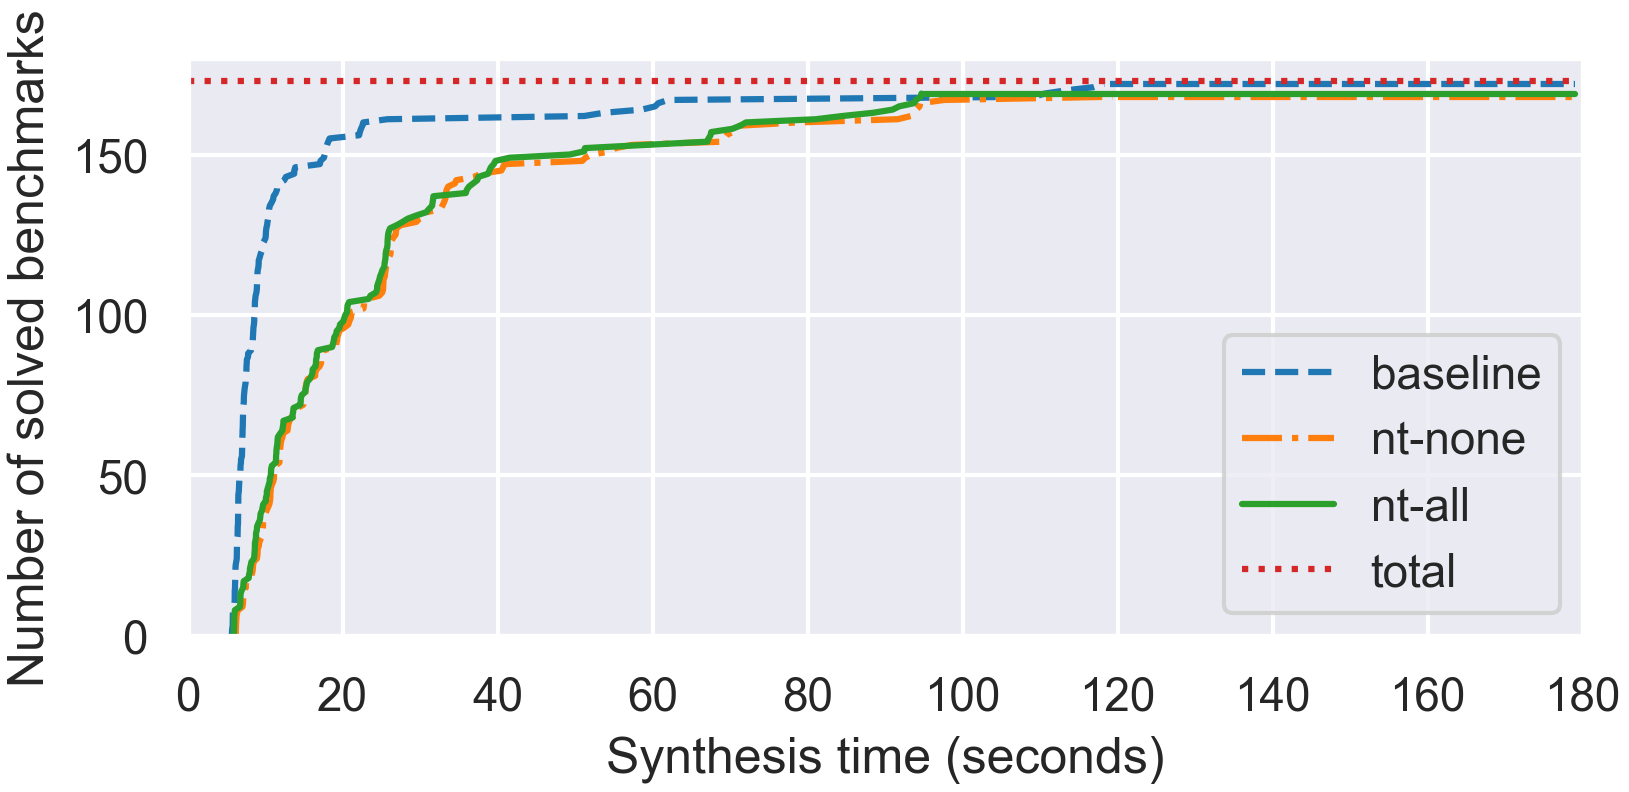 Number of solved benchmarks
150
100
50
0
0 20 40 60 80 100 120 140 160 180
Synthesis time (seconds)
baseline
nt-none
nt-all
total